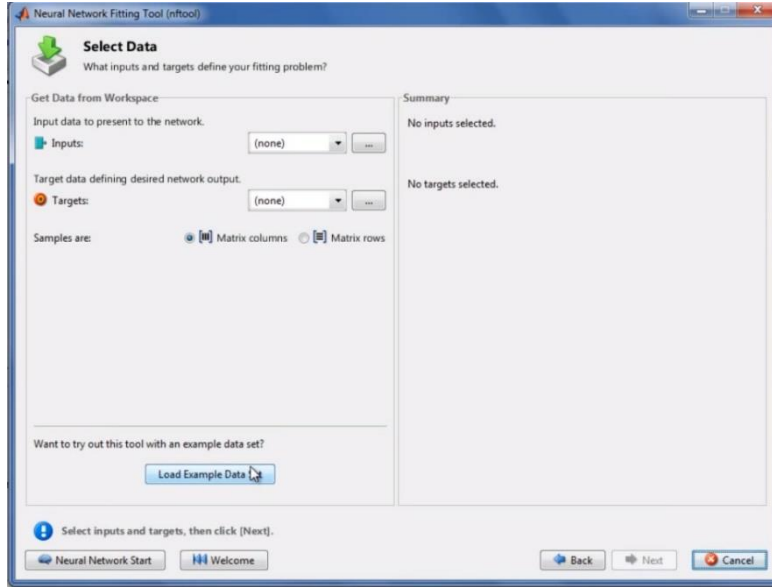 Neural Network Fitting Tool (nftool)
Select Data
What inputs and targets define your fitting problem?
Get Data from Workspace
Input data to present to the network.
Inputs: (none) ...
Target data defining desired network output.
Targets: (none) ...
Samples are: Matrix columns Matrix rows
Want to try out this tool with an example data set?
Load Example Data
Summary
No inputs selected.
No targets selected.
Select inputs and targets, then click [Next].
Neural Network Start Welcome Back Next Cancel